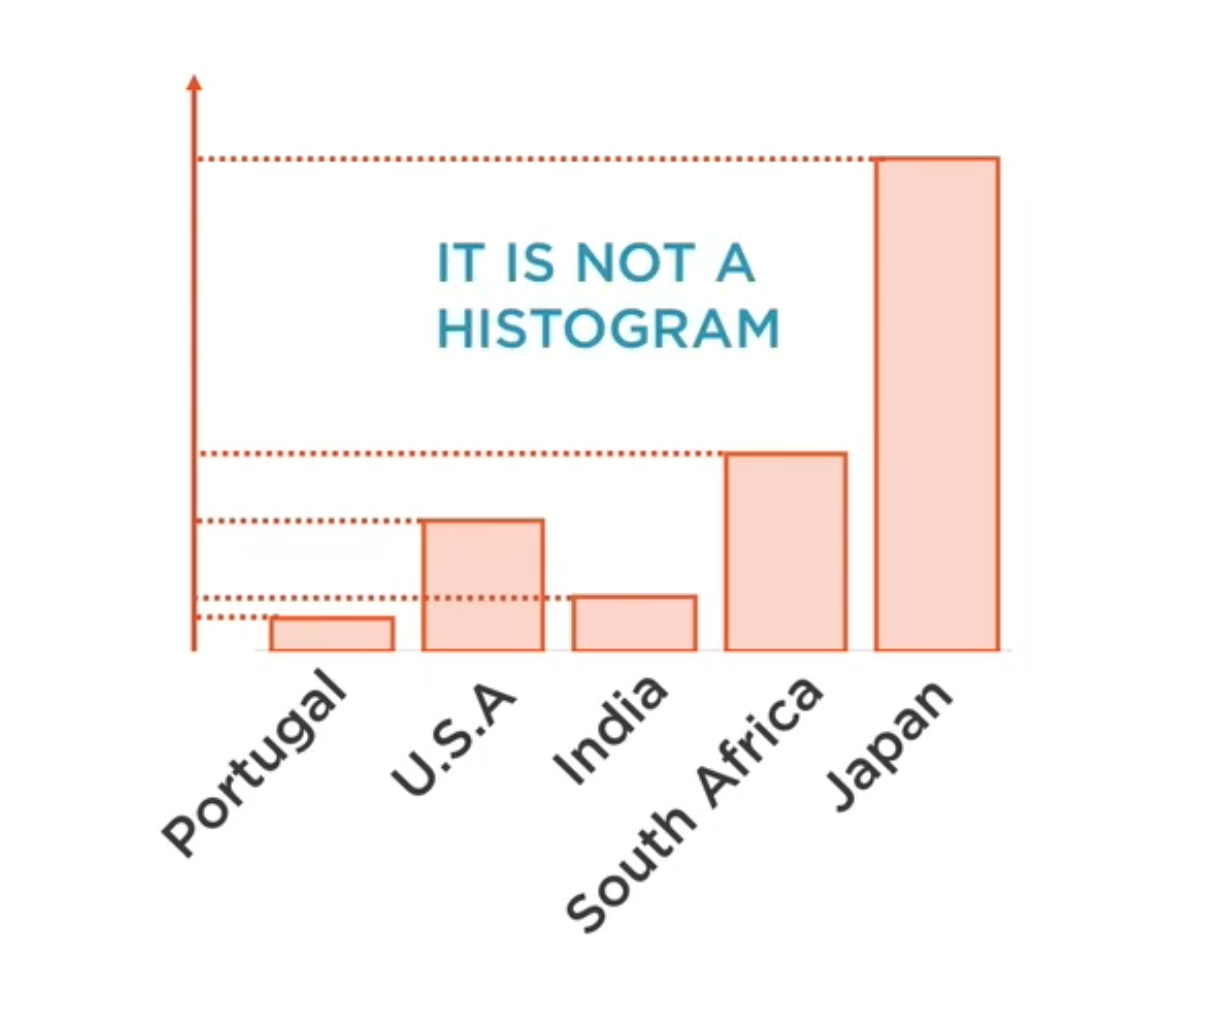 IT IS NOT A
HISTOGRAM
Portugal
U.S.A
India
South Africa
Japan